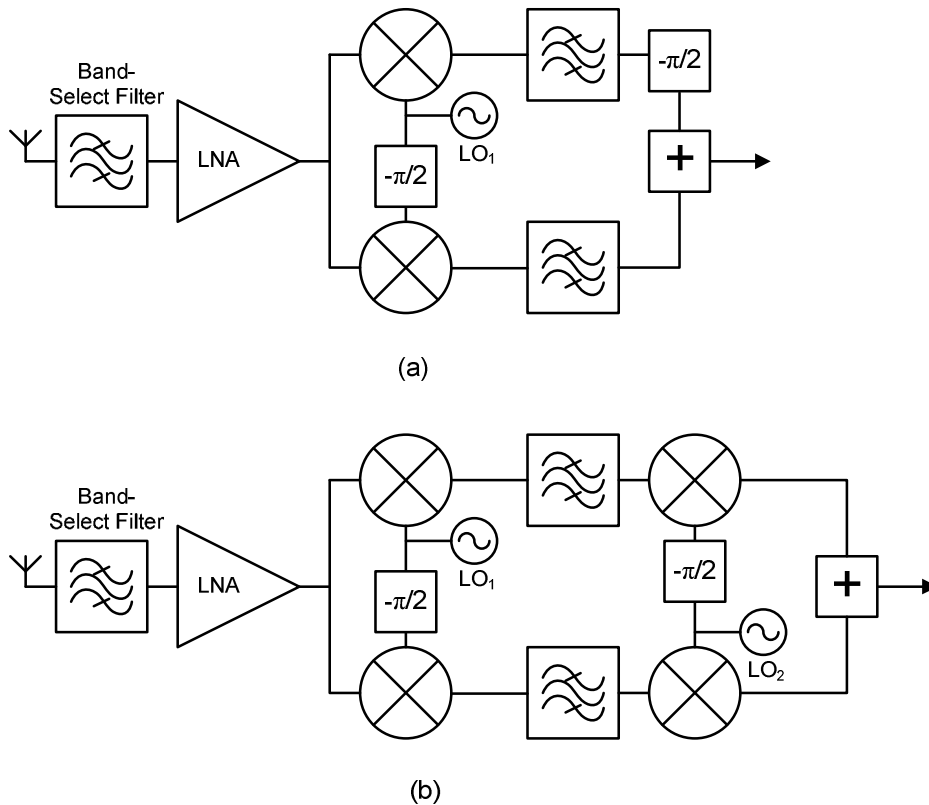 Band-
Select Filter
LNA
-π/2
LO₁
-π/2
+
(a)
Band-
Select Filter
LNA
-π/2
LO₁
-π/2
LO₂
+
(b)